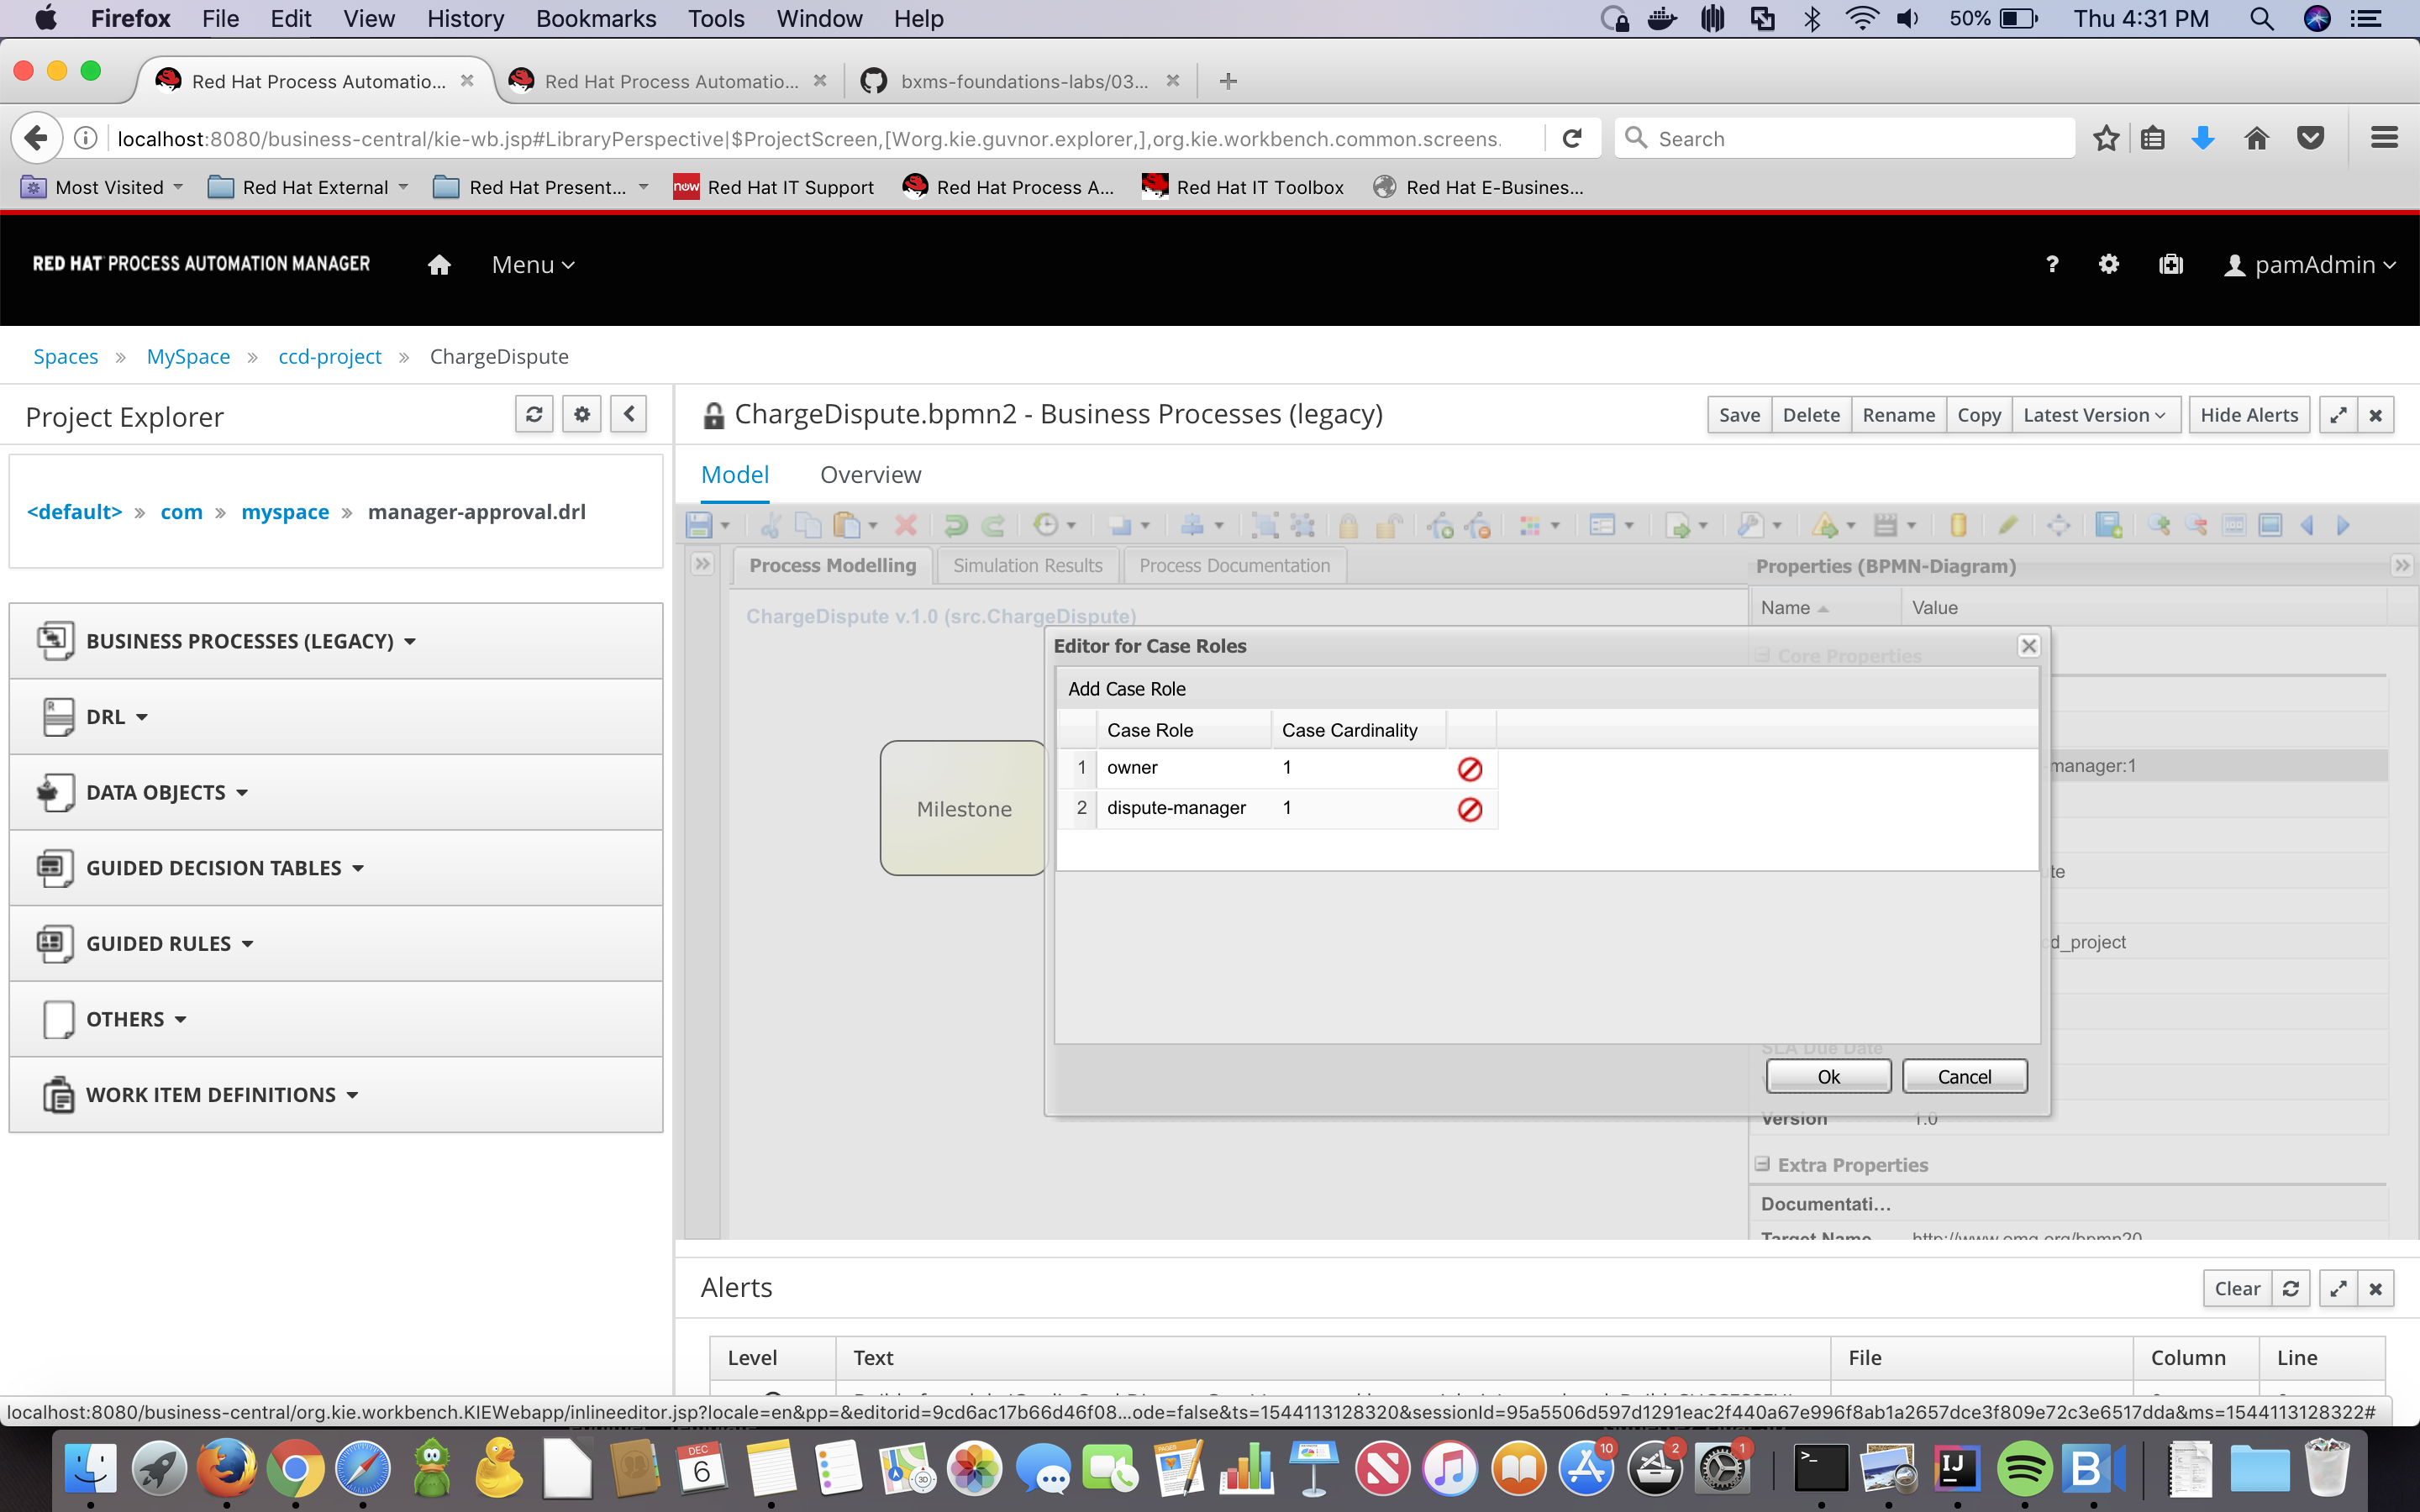 Firefox File Edit View History Bookmarks Tools Window Help 50% Thu 4:31 PM
Red Hat Process Automatio... Red Hat Process Automatio... bxms-foundations-labs/03...
localhost:8080/business-central/kie-wb.jsp#LibraryPerspective|$ProjectScreen,[Worg.kie.guvnor.explorer,],org.kie.workbench.common.screens. Search
Most Visited Red Hat External Red Hat Present... now Red Hat IT Support Red Hat Process A... Red Hat IT Toolbox Red Hat E-Busines...
RED HAT PROCESS AUTOMATION MANAGER Menu ? pamAdmin
Spaces » MySpace » ccd-project » ChargeDispute
Project Explorer
<default> » com » myspace » manager-approval.drl
BUSINESS PROCESSES (LEGACY)
DRL
DATA OBJECTS
GUIDED DECISION TABLES
GUIDED RULES
OTHERS
WORK ITEM DEFINITIONS
ChargeDispute.bpmn2 - Business Processes (legacy) Save Delete Rename Copy Latest Version Hide Alerts
Model Overview
Process Modelling Simulation Results Process Documentation Properties (BPMN-Diagram)
Name Value
ChargeDispute v.1.0 (src.ChargeDispute)
Core Properties
Milestone
Editor for Case Roles
Add Case Role
Case Role Case Cardinality
1 owner 1
2 dispute-manager 1
manager:1
te
d_project
SLA Due Date
Ok Cancel
Version 1.0
Extra Properties
Documentati...
Target Name http://www.omg.org/bpmn20
Alerts Clear
Level Text File Column Line
localhost:8080/business-central/org.kie.workbench.KIEWebapp/inlineeditor.jsp?locale=en&pp=&editorid=9cd6ac17b66d46f08...ode=false&ts=1544113128320&sessionId=95a5506d597d1291eac2f440a67e996f8ab1a2657dce3f809e72c3e6517dda&ms=1544113128322#
DEC
6
3D
PAGES
10
2
1
>_
IJ
B